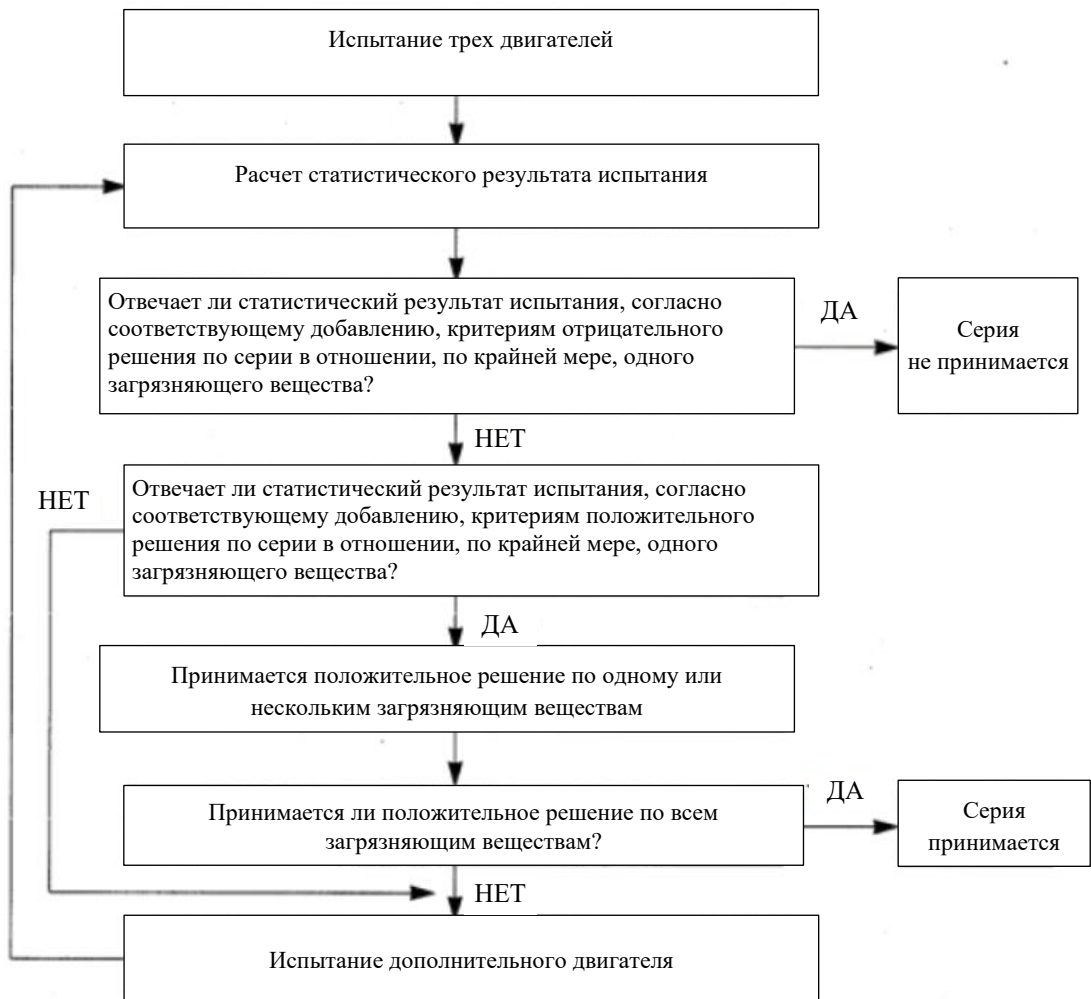 Испытание трех двигателей
Расчет статистического результата испытания
Отвечает ли статистический результат испытания, согласно
соответствующему добавлению, критериям отрицательного
решения по серии в отношении, по крайней мере, одного
загрязняющего вещества?
ДА
Серия
не принимается
НЕТ
НЕТ
Отвечает ли статистический результат испытания, согласно
соответствующему добавлению, критериям положительного
решения по серии в отношении, по крайней мере, одного
загрязняющего вещества?
ДА
Принимается положительное решение по одному или
нескольким загрязняющим веществам
Принимается ли положительное решение по всем
загрязняющим веществам?
ДА
Серия
принимается
НЕТ
Испытание дополнительного двигателя